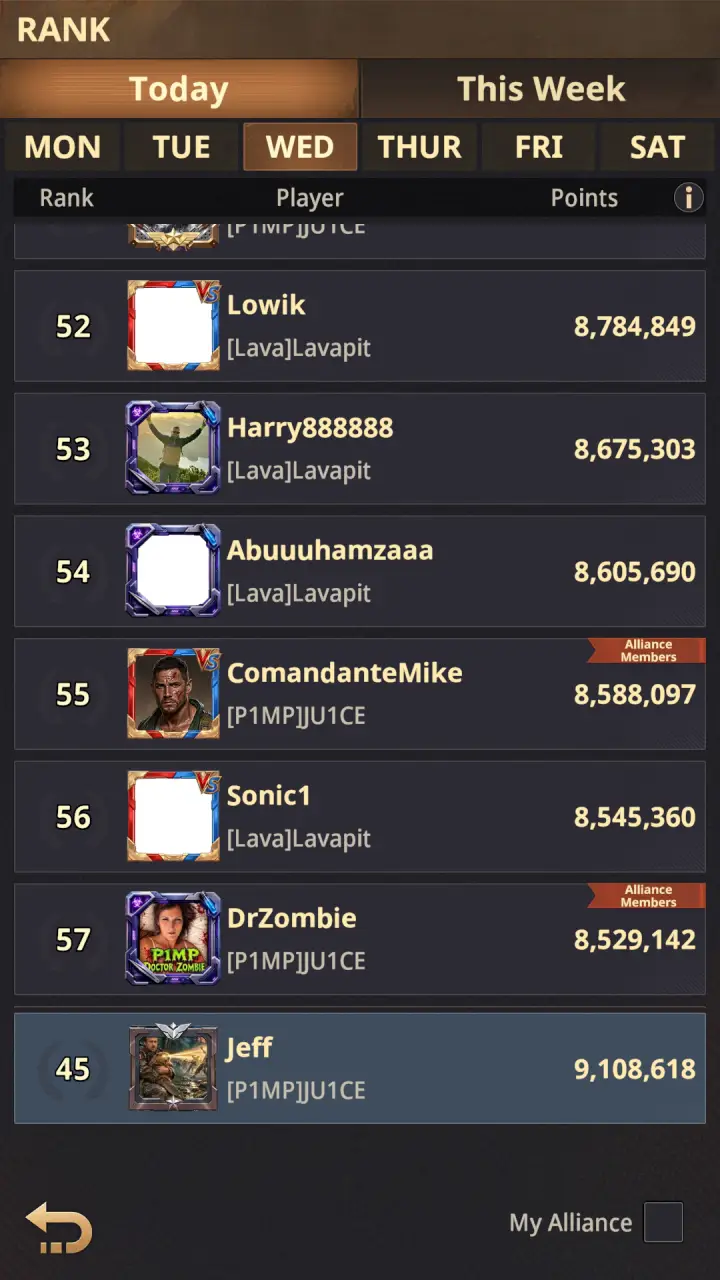 RANK
Today
This Week
MON
TUE
WED
THUR
FRI
SAT
Rank
Player
Points
[P1MP]JU1CE
52
Lowik
[Lava]Lavapit
8,784,849
53
Harry888888
[Lava]Lavapit
8,675,303
54
Abuuuhamzaaa
[Lava]Lavapit
8,605,690
55
ComandanteMike
[P1MP]JU1CE
Alliance
Members
8,588,097
56
Sonic1
[Lava]Lavapit
8,545,360
57
P1MP
DOCTOR ZOMBIE
DrZombie
[P1MP]JU1CE
Alliance
Members
8,529,142
45
Jeff
[P1MP]JU1CE
9,108,618
My Alliance